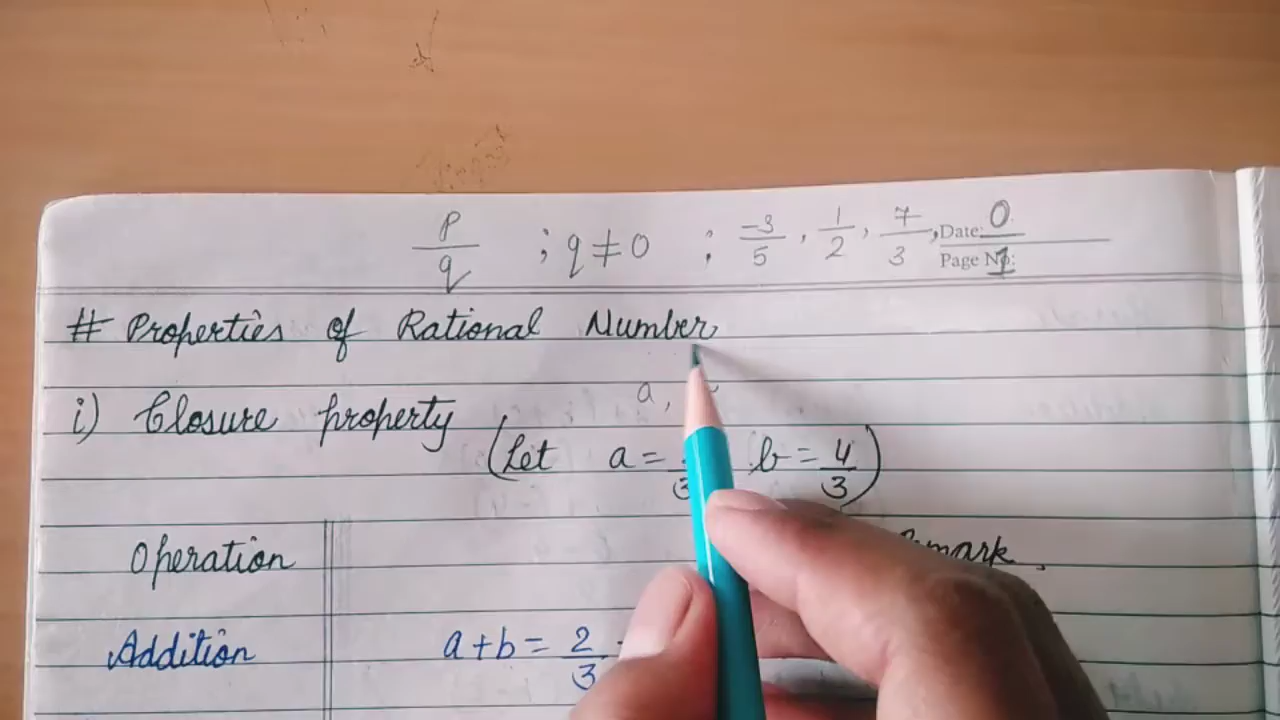 p/q ; q ≠ 0 ; -3/5, 1/2, 7/3,
Date: 0
Page No: 1
# Properties of Rational Number
a,
i) Closure property
(Let a = /3 b = 4/3)
Operation
Addition a+b = 2/3